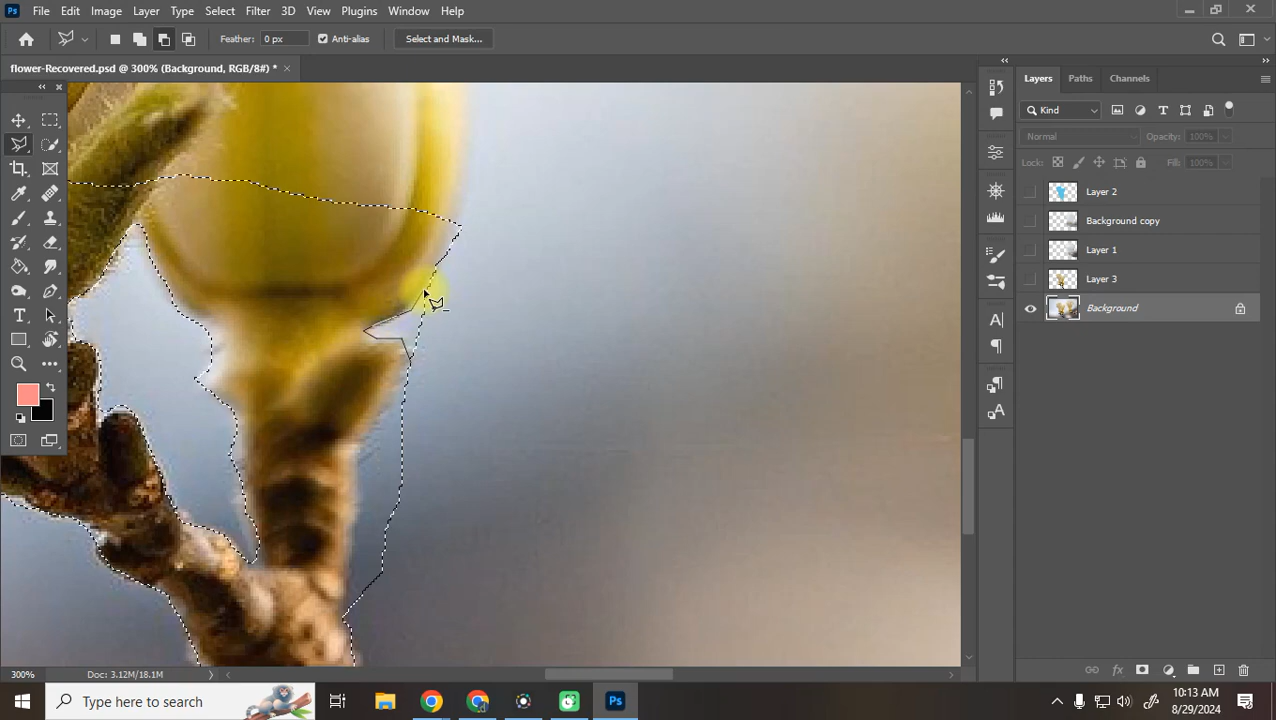 Ps File Edit Image Layer Type Select Filter 3D View Plugins Window Help
Feather: 0 px Anti-alias Select and Mask...
flower-Recovered.psd @ 300% (Background, RGB/8#) *
Layers Paths Channels
Kind
Normal Opacity: 100%
Lock: Fill: 100%
Layer 2
Background copy
Layer 1
Layer 3
Background
300% Doc: 3.12M/18.1M
fx
Type here to search
Ps
10:13 AM
8/29/2024